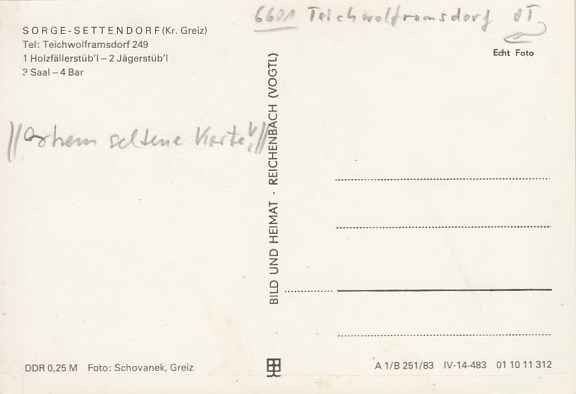 6601 Teichwolframsdorf OT
SORGE-SETTENDORF (Kr. Greiz)
Tel: Teichwolframsdorf 249
1 Holzfällerstüb'l – 2 Jägerstüb'l
3 Saal – 4 Bar
Echt Foto
seltene Karte!
BILD UND HEIMAT · REICHENBACH (VOGTL)
DDR 0,25 M Foto: Schovanek, Greiz
A 1/B 251/83 IV-14-483 01 10 11 312